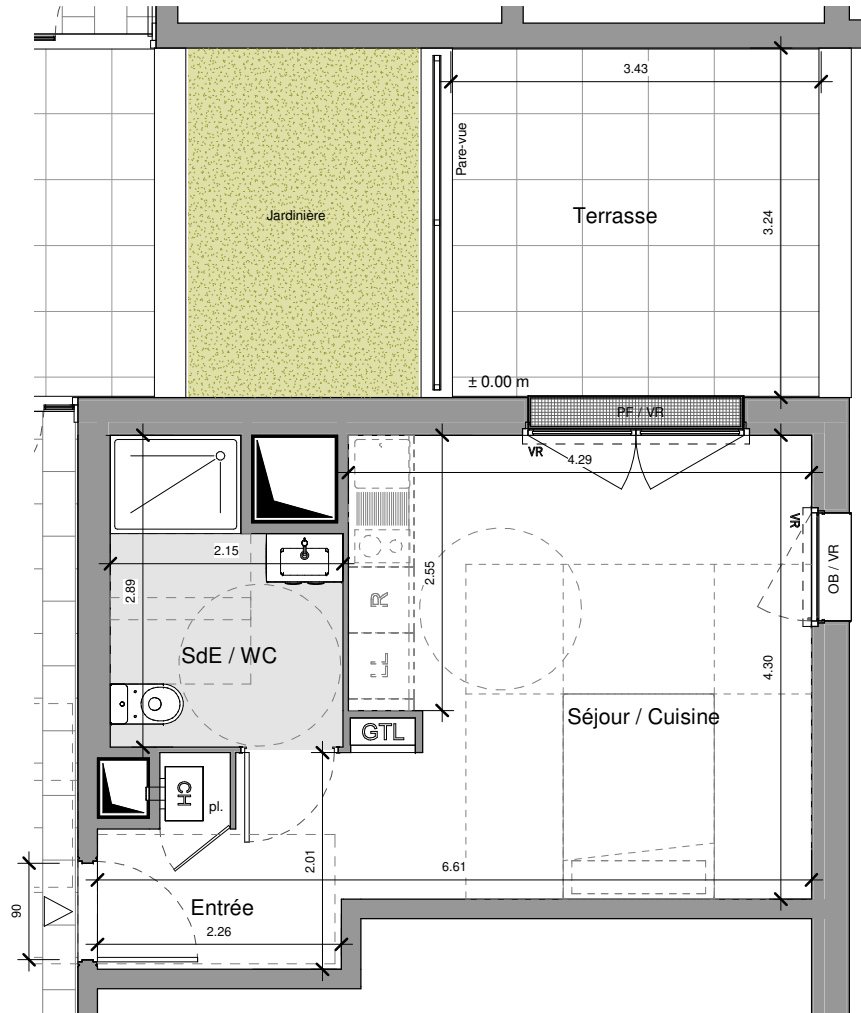 3.43
Pare-vue
Jardinière
Terrasse
3.24
± 0.00 m
PF / VR
VR
4.29
VR
OB / VR
2.15
2.89
2.55
R
LL
SdE / WC
4.30
Séjour / Cuisine
GTL
CH
pl.
2.01
6.61
90
Entrée
2.26